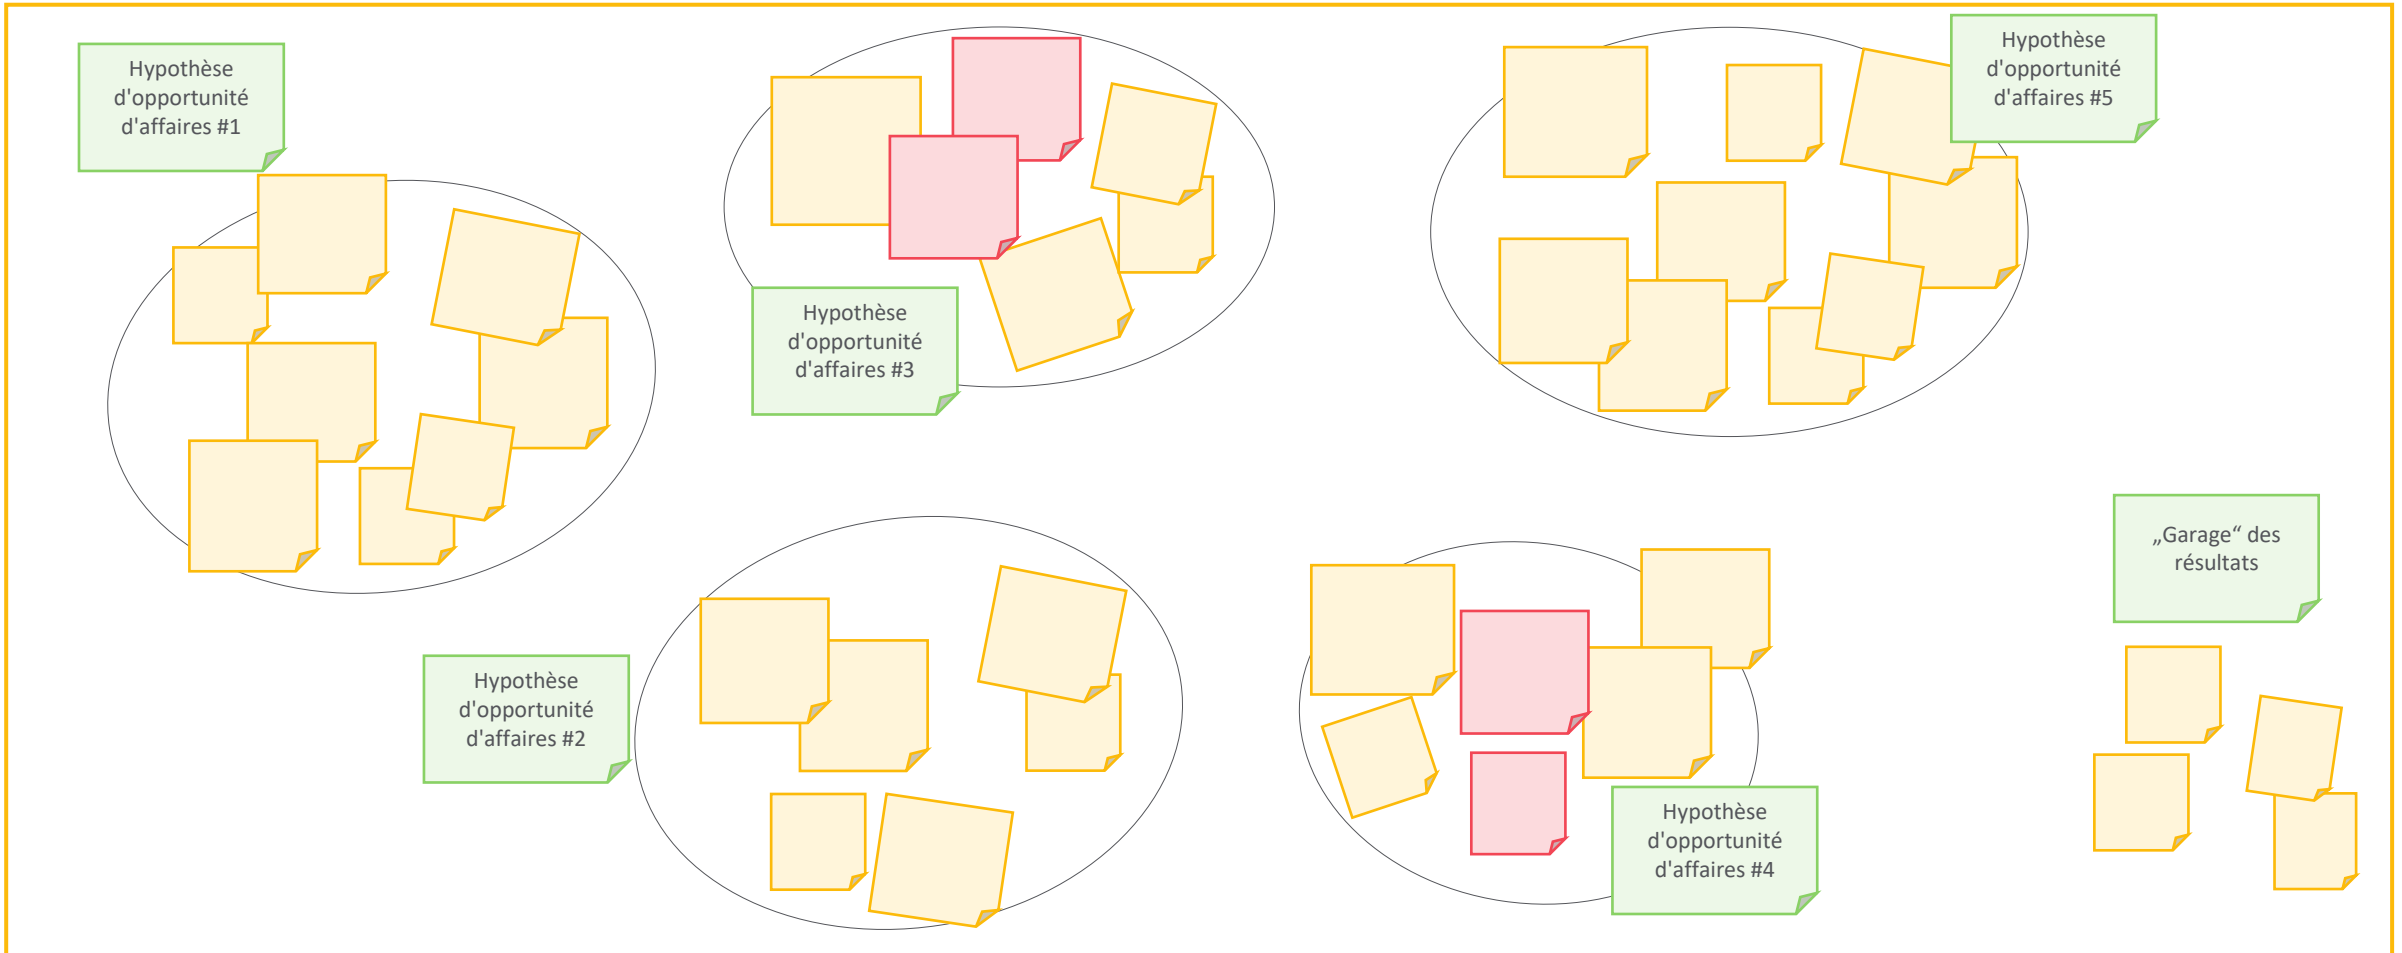 Hypothèse
d'opportunité
d'affaires #1
Hypothèse
d'opportunité
d'affaires #3
Hypothèse
d'opportunité
d'affaires #5
Hypothèse
d'opportunité
d'affaires #2
Hypothèse
d'opportunité
d'affaires #4
„Garage“ des
résultats